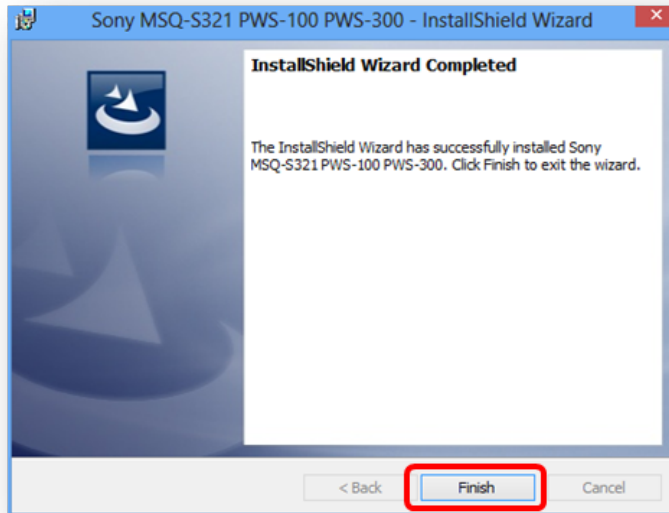 Sony MSQ-S321 PWS-100 PWS-300 - InstallShield Wizard
InstallShield Wizard Completed
The InstallShield Wizard has successfully installed Sony
MSQ-S321 PWS-100 PWS-300. Click Finish to exit the wizard.
< Back Finish Cancel